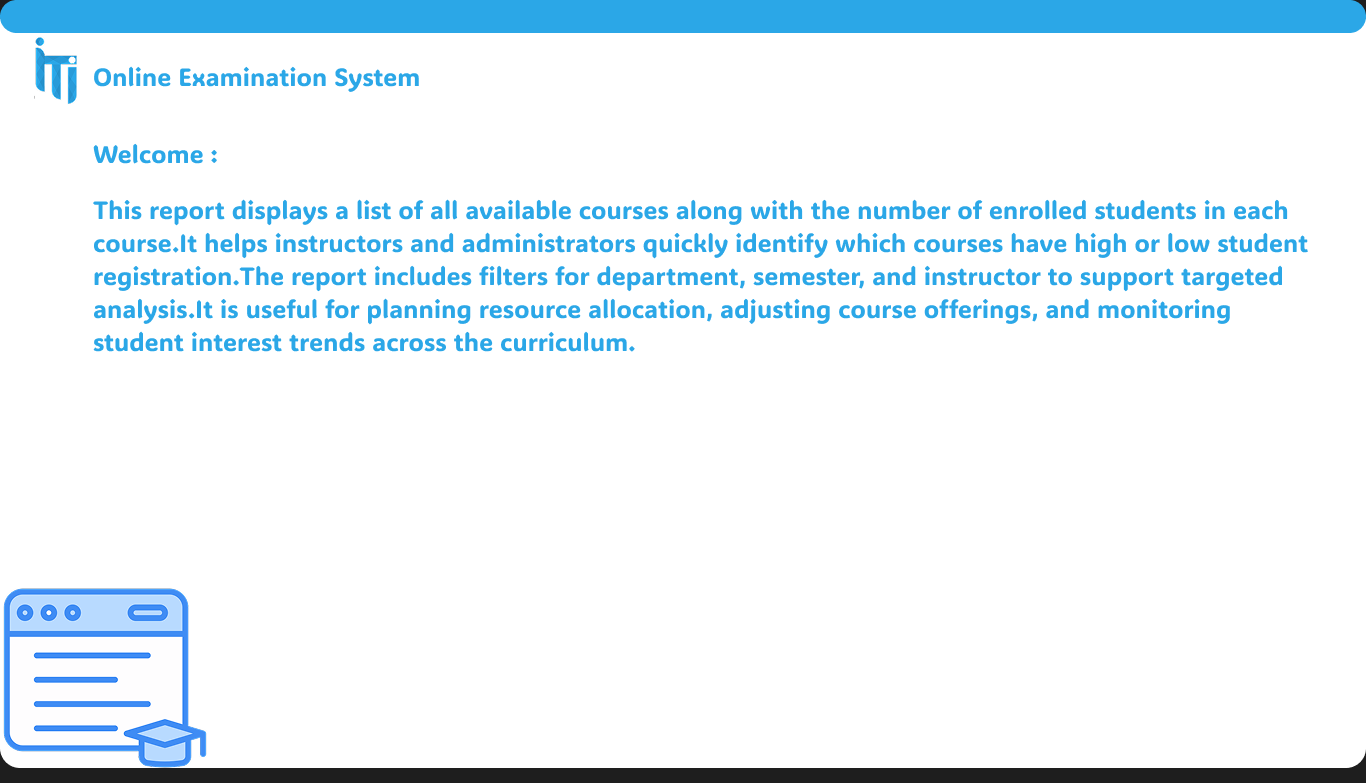 iTi
Online Examination System
Welcome :
This report displays a list of all available courses along with the number of enrolled students in each
course.It helps instructors and administrators quickly identify which courses have high or low student
registration.The report includes filters for department, semester, and instructor to support targeted
analysis.It is useful for planning resource allocation, adjusting course offerings, and monitoring
student interest trends across the curriculum.